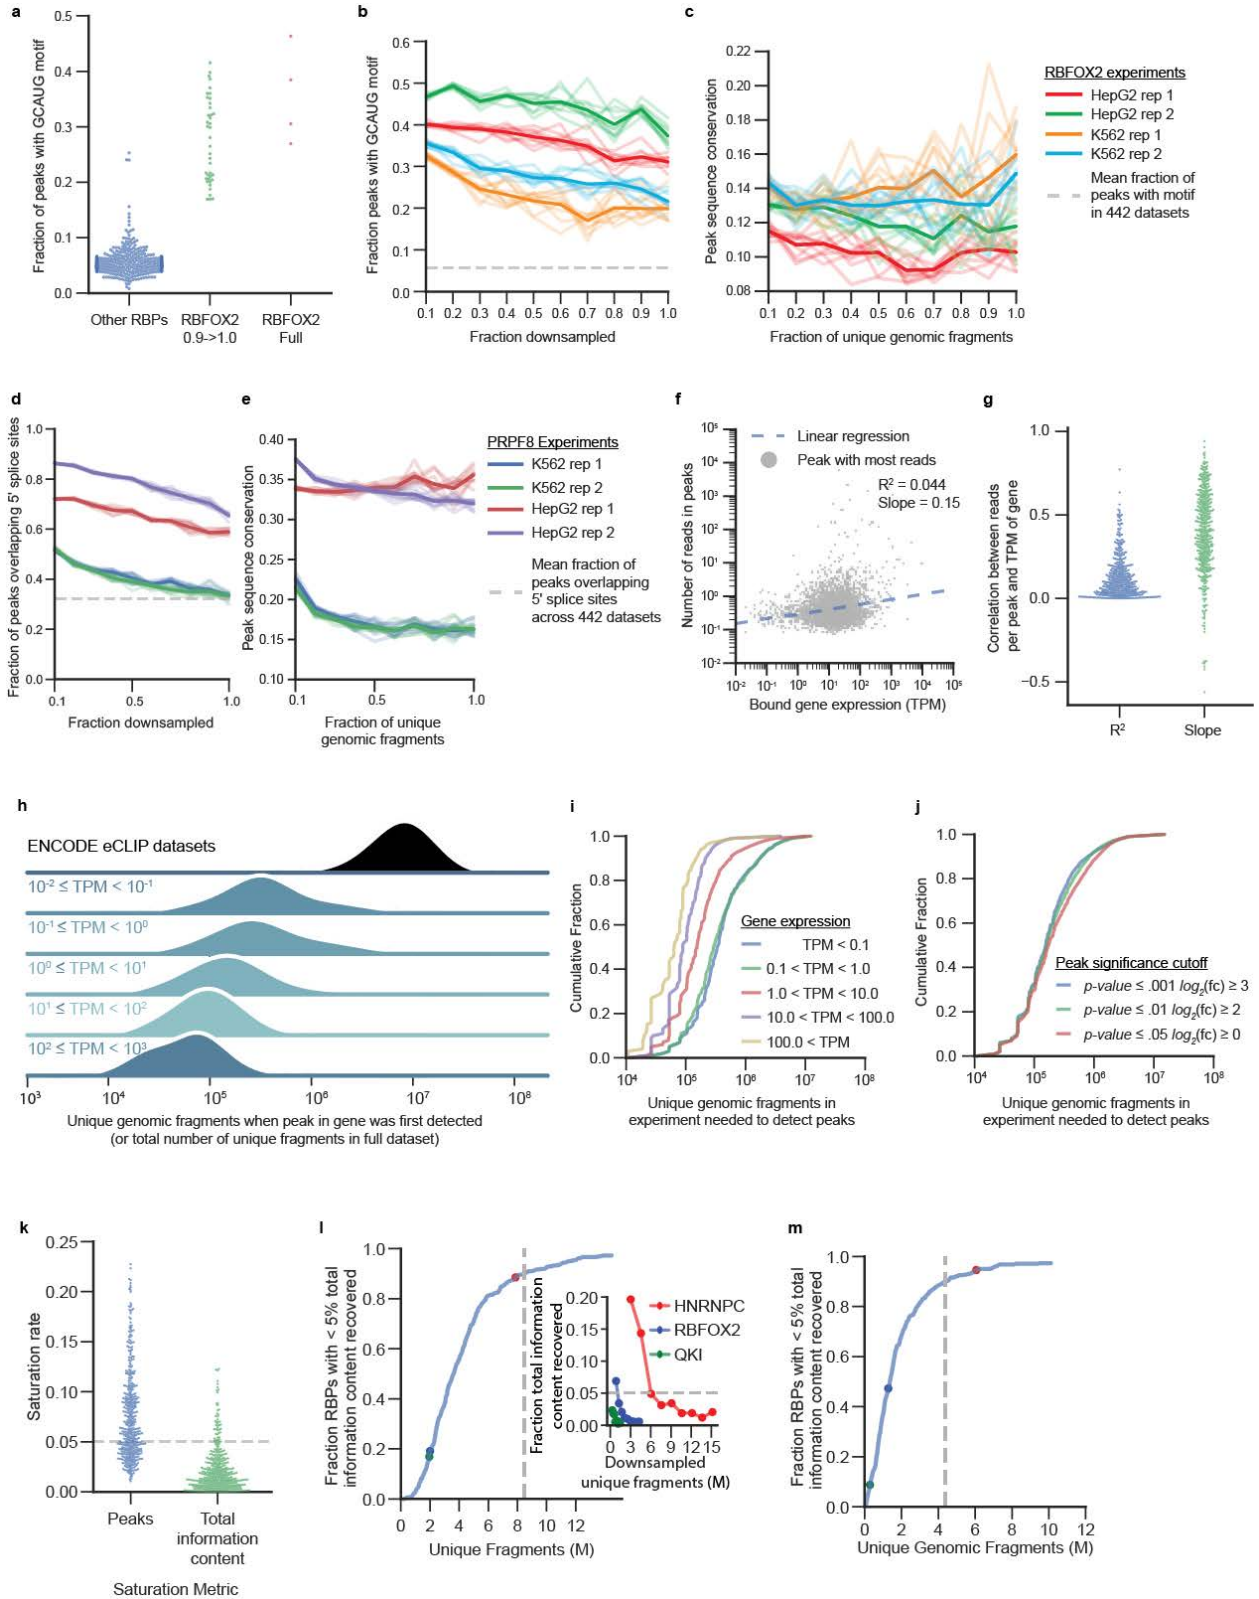 a
Fraction of peaks with GCAUG motif
0.5
0.4
0.3
0.2
0.1
0.0
Other RBPs
RBFOX2
0.9->1.0
RBFOX2
Full
b
Fraction peaks with GCAUG motif
0.6
0.5
0.4
0.3
0.2
0.1
0.0
0.1 0.2 0.3 0.4 0.5 0.6 0.7 0.8 0.9 1.0
Fraction downsampled
c
Peak sequence conservation
0.22
0.20
0.18
0.16
0.14
0.12
0.10
0.08
0.1 0.2 0.3 0.4 0.5 0.6 0.7 0.8 0.9 1.0
Fraction of unique genomic fragments
RBFOX2 experiments
HepG2 rep 1
HepG2 rep 2
K562 rep 1
K562 rep 2
Mean fraction of
peaks with motif
in 442 datasets
d
Fraction of peaks overlapping 5' splice sites
1.0
0.8
0.6
0.4
0.2
0.0
0.1 0.5 1.0
Fraction downsampled
e
Peak sequence conservation
0.40
0.35
0.30
0.25
0.20
0.15
0.10
0.1 0.5 1.0
Fraction of unique
genomic fragments
PRPF8 Experiments
K562 rep 1
K562 rep 2
HepG2 rep 1
HepG2 rep 2
Mean fraction of
peaks overlapping
5' splice sites
across 442 datasets
f
Number of reads in peaks
10⁵
10⁴
10³
10²
10¹
10⁰
10⁻¹
10⁻²
Linear regression
Peak with most reads
R² = 0.044
Slope = 0.15
10⁻² 10⁻¹ 10⁰ 10¹ 10² 10³ 10⁴ 10⁵
Bound gene expression (TPM)
g
Correlation between reads
per peak and TPM of gene
1.0
0.5
0.0
−0.5
R²
Slope
h
ENCODE eCLIP datasets
10⁻² ≤ TPM < 10⁻¹
10⁻¹ ≤ TPM < 10⁰
10⁰ ≤ TPM < 10¹
10¹ ≤ TPM < 10²
10² ≤ TPM < 10³
10³ 10⁴ 10⁵ 10⁶ 10⁷ 10⁸
Unique genomic fragments when peak in gene was first detected
(or total number of unique fragments in full dataset)
i
Cumulative Fraction
1.0
0.8
0.6
0.4
0.2
0.0
Gene expression
TPM < 0.1
0.1 < TPM < 1.0
1.0 < TPM < 10.0
10.0 < TPM < 100.0
100.0 < TPM
10⁴ 10⁵ 10⁶ 10⁷ 10⁸
Unique genomic fragments in
experiment needed to detect peaks
j
Cumulative Fraction
1.0
0.8
0.6
0.4
0.2
0.0
Peak significance cutoff
p-value ≤ .001 log₂(fc) ≥ 3
p-value ≤ .01 log₂(fc) ≥ 2
p-value ≤ .05 log₂(fc) ≥ 0
10⁴ 10⁵ 10⁶ 10⁷ 10⁸
Unique genomic fragments in
experiment needed to detect peaks
k
Saturation rate
0.25
0.20
0.15
0.10
0.05
0.00
Peaks
Total
information
content
Saturation Metric
l
Fraction RBPs with < 5% total
information content recovered
1.0
0.8
0.6
0.4
0.2
0.0
0 2 4 6 8 10 12
Unique Fragments (M)
Fraction total information
content recovered
0.20
0.15
0.10
0.05
0.00
HNRNPC
RBFOX2
QKI
0 3 6 9 12 15
Downsampled
unique fragments (M)
m
Fraction RBPs with < 5% total
information content recovered
1.0
0.8
0.6
0.4
0.2
0.0
0 2 4 6 8 10 12
Unique Genomic Fragments (M)